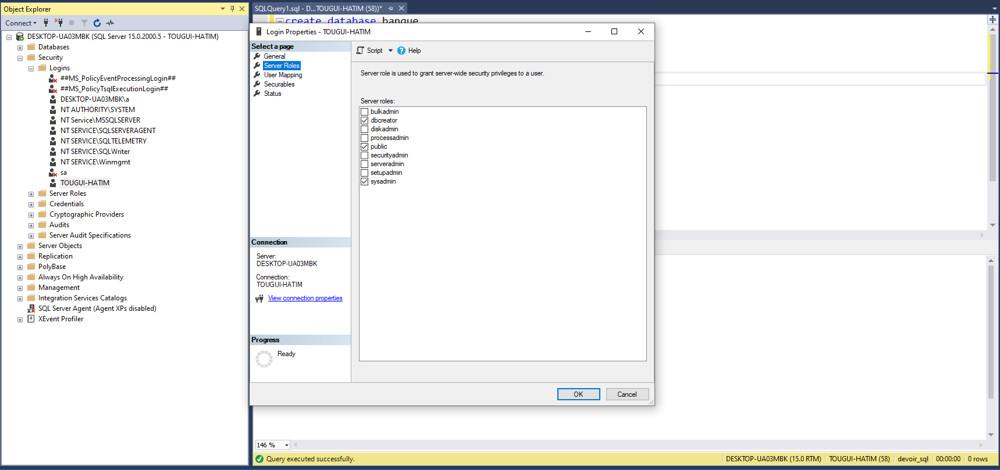 Object Explorer
Connect
DESKTOP-UA03MBK (SQL Server 15.0.2000.5 - TOUGUI-HATIM)
Databases
Security
Logins
##MS_PolicyEventProcessingLogin##
##MS_PolicyTsqlExecutionLogin##
DESKTOP-UA03MBK\a
NT AUTHORITY\SYSTEM
NT Service\MSSQLSERVER
NT SERVICE\SQLSERVERAGENT
NT SERVICE\SQLTELEMETRY
NT SERVICE\SQLWriter
NT SERVICE\Winmgmt
sa
TOUGUI-HATIM
Server Roles
Credentials
Cryptographic Providers
Audits
Server Audit Specifications
Server Objects
Replication
PolyBase
Always On High Availability
Management
Integration Services Catalogs
SQL Server Agent (Agent XPs disabled)
XEvent Profiler
SQLQuery1.sql - D...TOUGUI-HATIM (58))*
create database banque
Login Properties - TOUGUI-HATIM
Select a page
General
Server Roles
User Mapping
Securables
Status
Connection
Server:
DESKTOP-UA03MBK
Connection:
TOUGUI-HATIM
View connection properties
Progress
Ready
Script
Help
Server role is used to grant server-wide security privileges to a user.
Server roles:
bulkadmin
dbcreator
diskadmin
processadmin
public
securityadmin
serveradmin
setupadmin
sysadmin
OK
Cancel
146 %
Query executed successfully.
DESKTOP-UA03MBK (15.0 RTM)
TOUGUI-HATIM (58)
devoir_sql
00:00:00
0 rows